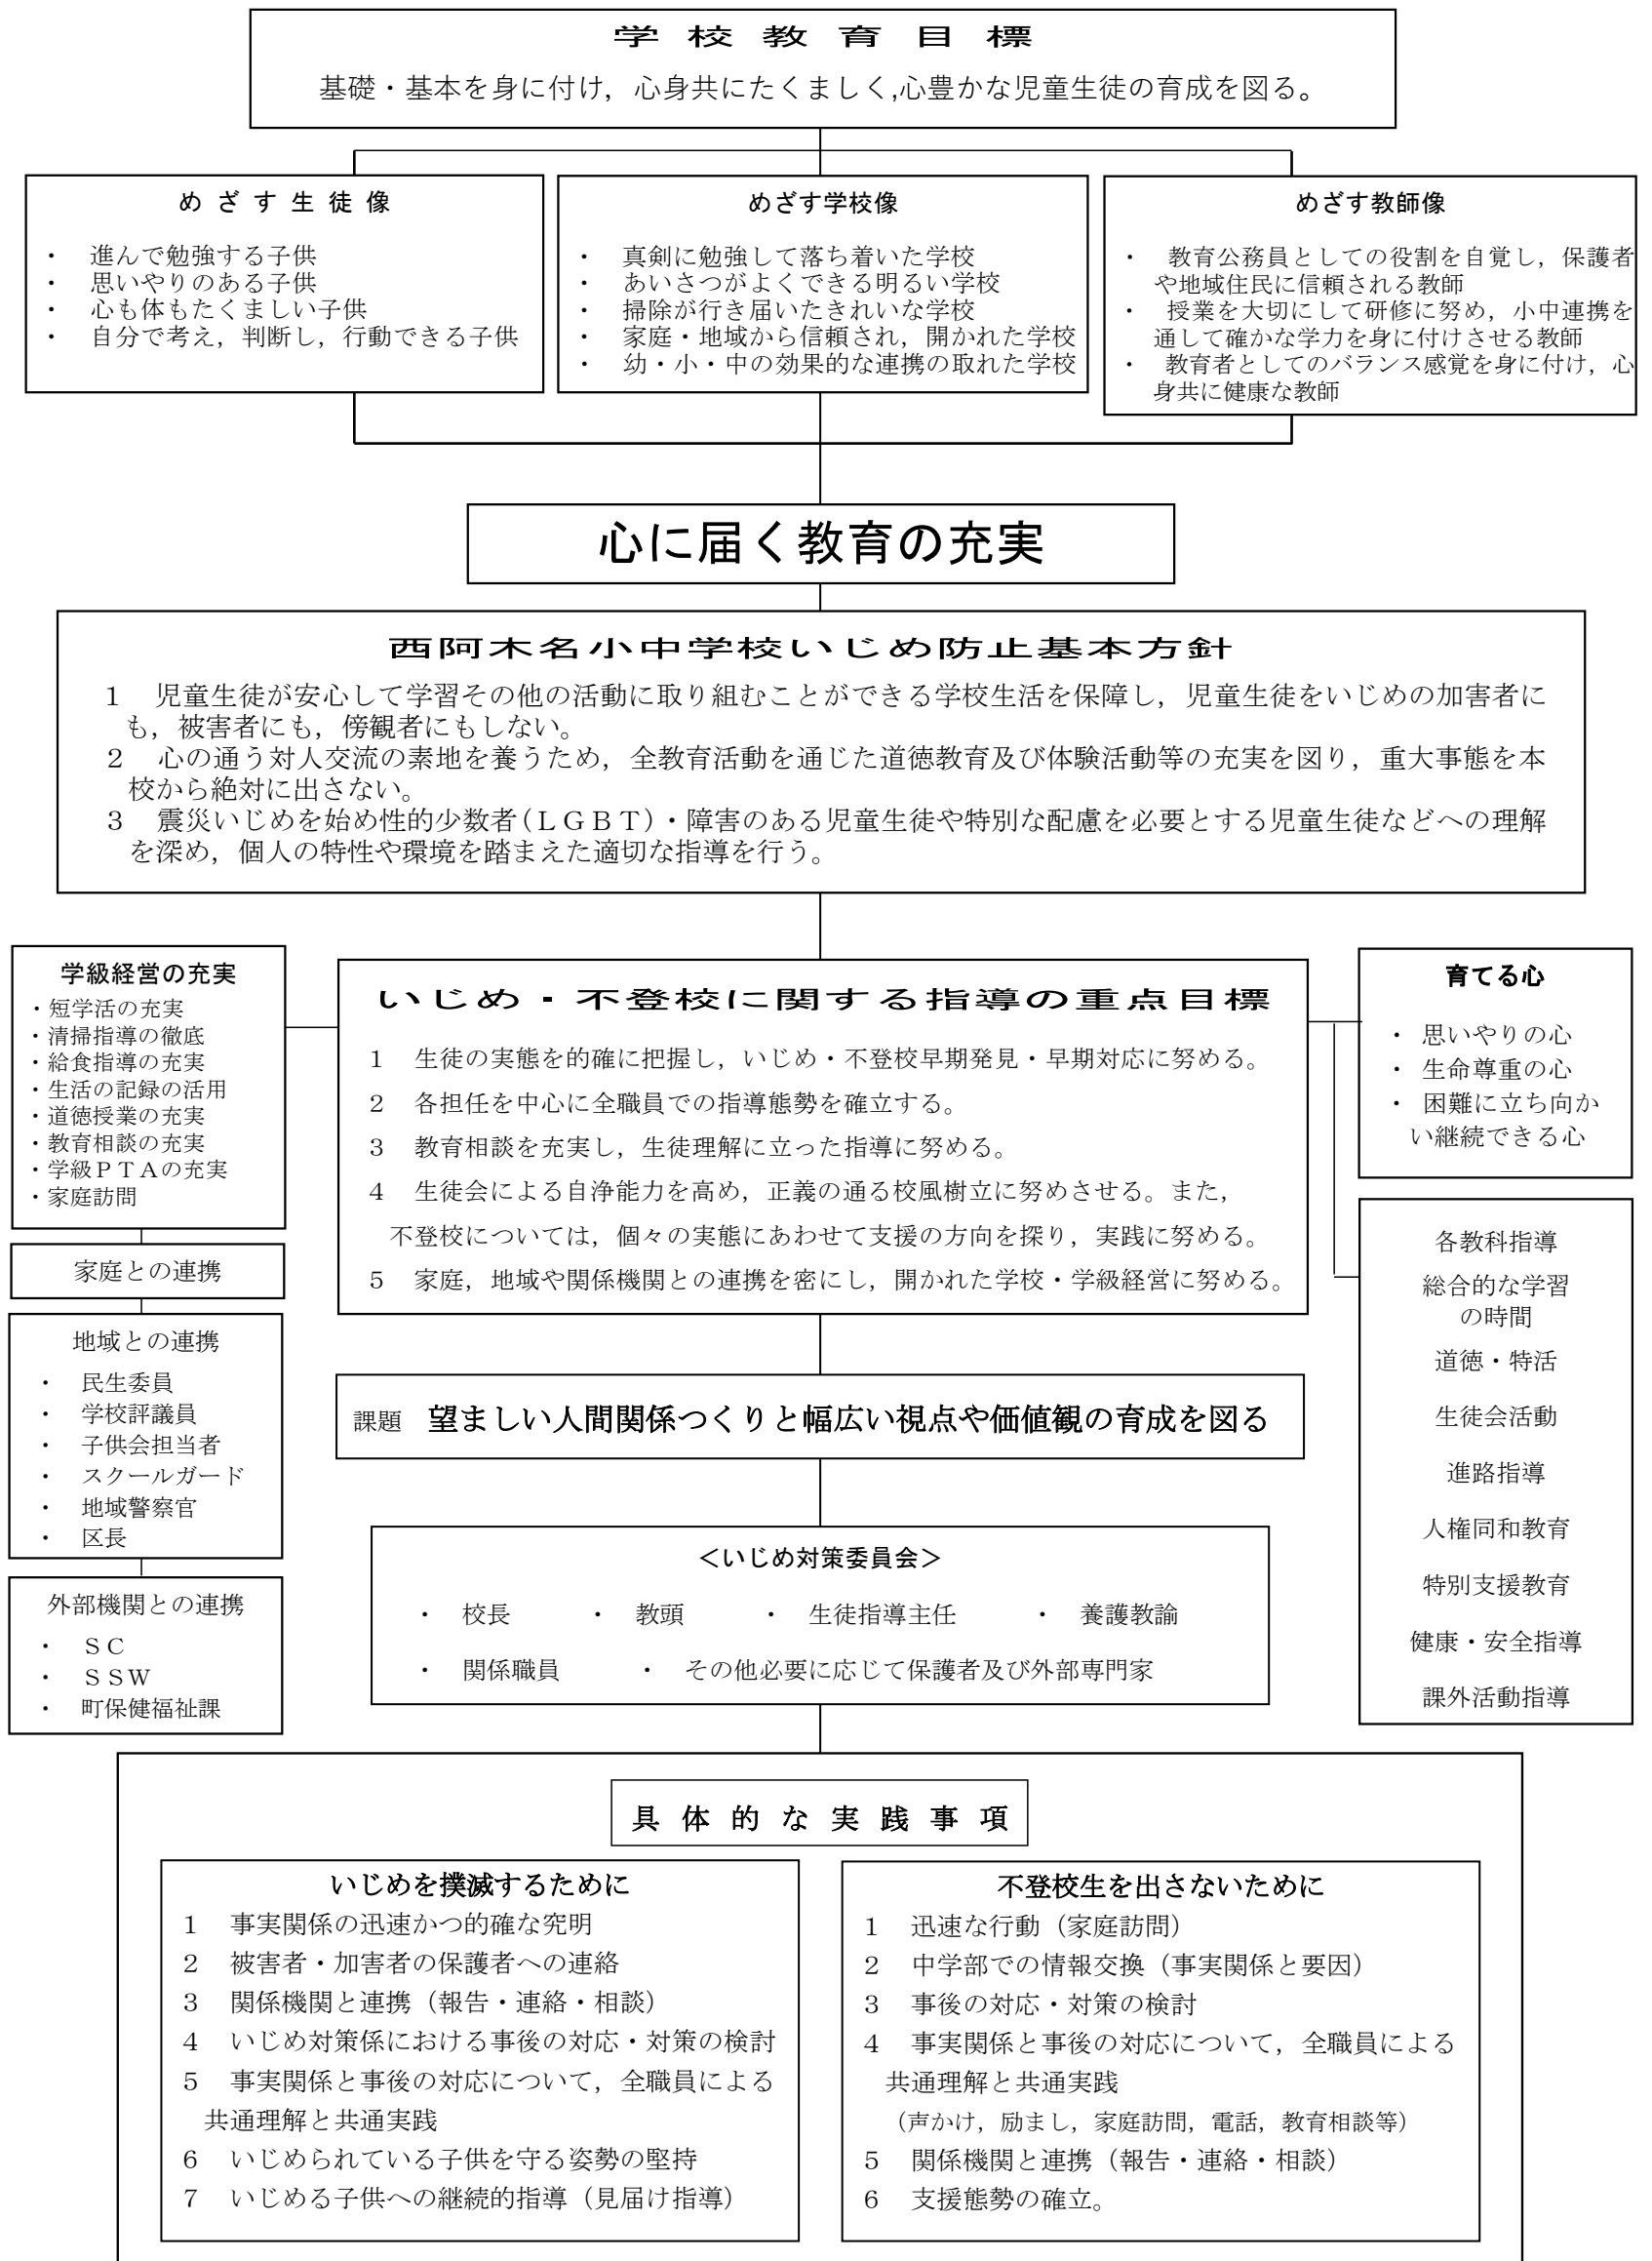 学校教育目標
基礎・基本を身に付け，心身共にたくましく,心豊かな児童生徒の育成を図る。
めざす生徒像
・　進んで勉強する子供
・　思いやりのある子供
・　心も体もたくましい子供
・　自分で考え，判断し，行動できる子供
めざす学校像
・　真剣に勉強して落ち着いた学校
・　あいさつがよくできる明るい学校
・　掃除が行き届いたきれいな学校
・　家庭・地域から信頼され，開かれた学校
・　幼・小・中の効果的な連携の取れた学校
めざす教師像
・　教育公務員としての役割を自覚し，保護者
や地域住民に信頼される教師
・　授業を大切にして研修に努め，小中連携を
通して確かな学力を身に付けさせる教師
・　教育者としてのバランス感覚を身に付け，心
身共に健康な教師
心に届く教育の充実
西阿木名小中学校いじめ防止基本方針
１　児童生徒が安心して学習その他の活動に取り組むことができる学校生活を保障し，児童生徒をいじめの加害者に
も，被害者にも，傍観者にもしない。
２　心の通う対人交流の素地を養うため，全教育活動を通じた道徳教育及び体験活動等の充実を図り，重大事態を本
校から絶対に出さない。
３　震災いじめを始め性的少数者(ＬＧＢＴ)・障害のある児童生徒や特別な配慮を必要とする児童生徒などへの理解
を深め，個人の特性や環境を踏まえた適切な指導を行う。
学級経営の充実
・短学活の充実
・清掃指導の徹底
・給食指導の充実
・生活の記録の活用
・道徳授業の充実
・教育相談の充実
・学級ＰＴＡの充実
・家庭訪問
家庭との連携
地域との連携
・　民生委員
・　学校評議員
・　子供会担当者
・　スクールガード
・　地域警察官
・　区長
外部機関との連携
・　ＳＣ
・　ＳＳＷ
・　町保健福祉課
いじめ・不登校に関する指導の重点目標
１　生徒の実態を的確に把握し，いじめ・不登校早期発見・早期対応に努める。
２　各担任を中心に全職員での指導態勢を確立する。
３　教育相談を充実し，生徒理解に立った指導に努める。
４　生徒会による自浄能力を高め，正義の通る校風樹立に努めさせる。また，
不登校については，個々の実態にあわせて支援の方向を探り，実践に努める。
５　家庭，地域や関係機関との連携を密にし，開かれた学校・学級経営に努める。
課題　望ましい人間関係つくりと幅広い視点や価値観の育成を図る
＜いじめ対策委員会＞
・　校長　・　教頭　・　生徒指導主任　・　養護教諭
・　関係職員　・　その他必要に応じて保護者及び外部専門家
育てる心
・　思いやりの心
・　生命尊重の心
・　困難に立ち向か
い継続できる心
各教科指導
総合的な学習
の時間
道徳・特活
生徒会活動
進路指導
人権同和教育
特別支援教育
健康・安全指導
課外活動指導
具体的な実践事項
いじめを撲滅するために
１　事実関係の迅速かつ的確な究明
２　被害者・加害者の保護者への連絡
３　関係機関と連携（報告・連絡・相談）
４　いじめ対策係における事後の対応・対策の検討
５　事実関係と事後の対応について，全職員による
共通理解と共通実践
６　いじめられている子供を守る姿勢の堅持
７　いじめる子供への継続的指導（見届け指導）
不登校生を出さないために
１　迅速な行動（家庭訪問）
２　中学部での情報交換（事実関係と要因）
３　事後の対応・対策の検討
４　事実関係と事後の対応について，全職員による
共通理解と共通実践
（声かけ，励まし，家庭訪問，電話，教育相談等）
５　関係機関と連携（報告・連絡・相談）
６　支援態勢の確立。